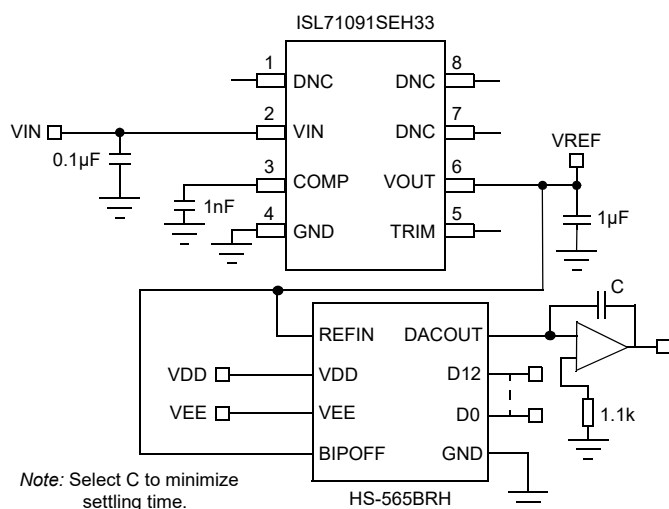 ISL71091SEH33
1
DNC
8
DNC
2
VIN
7
DNC
VIN
0.1µF
3
COMP
6
VOUT
VREF
1nF
4
GND
5
TRIM
1µF
C
REFIN
DACOUT
VDD
VDD
D12
VEE
VEE
D0
1.1k
BIPOFF
GND
Note: Select C to minimize
settling time.
HS-565BRH